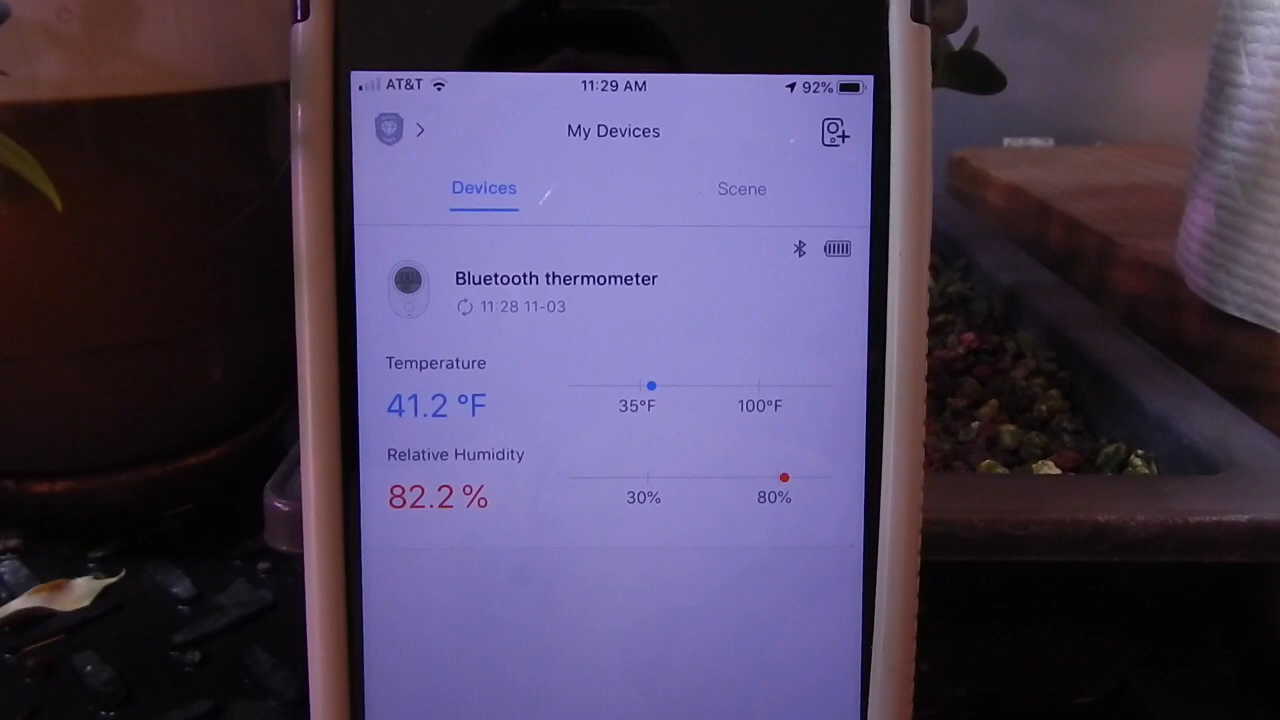 AT&T 11:29 AM 92%
My Devices
Devices Scene
Bluetooth thermometer
11:28 11-03
Temperature
41.2 °F
35°F 100°F
Relative Humidity
82.2 %
30% 80%